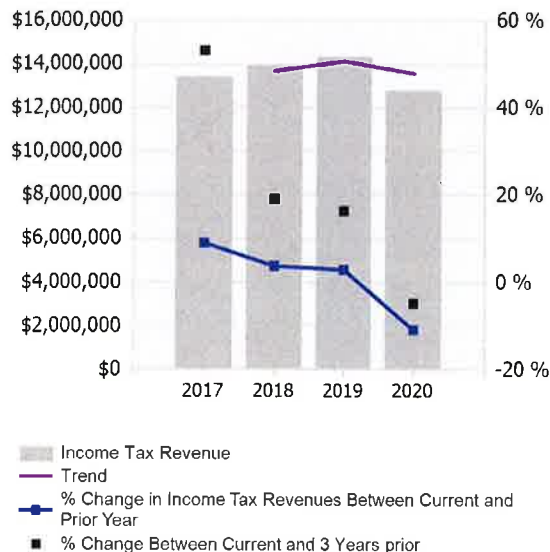 $16,000,000
$14,000,000
$12,000,000
$10,000,000
$8,000,000
$6,000,000
$4,000,000
$2,000,000
$0
60 %
40 %
20 %
0 %
-20 %
2017 2018 2019 2020
Income Tax Revenue
Trend
% Change in Income Tax Revenues Between Current and
Prior Year
% Change Between Current and 3 Years prior